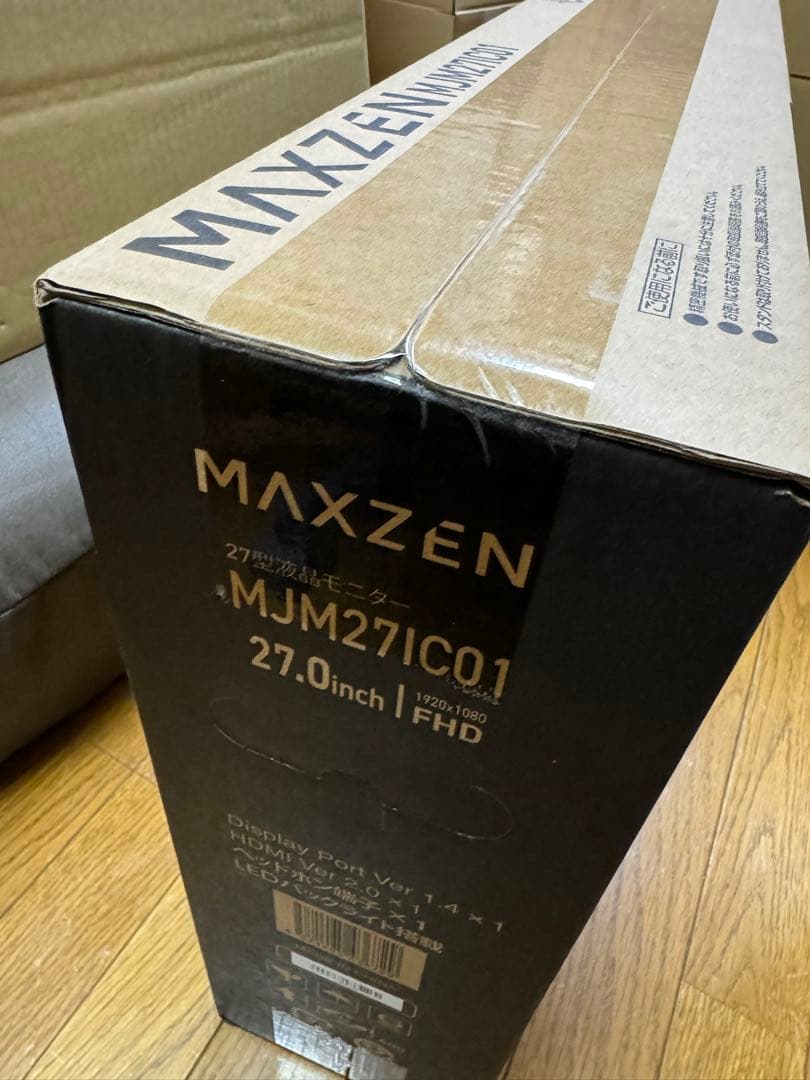 MAXZEN MJM27IC01
ご使用になる前に
MAXZEN
27型液晶モニター
MJM27IC01
27.0inch
1920x1080
FHD
Display Port Ver 1.4 × 1
HDMI Ver 2.0 × 1
ヘッドホン端子 × 1
LEDバックライト搭載